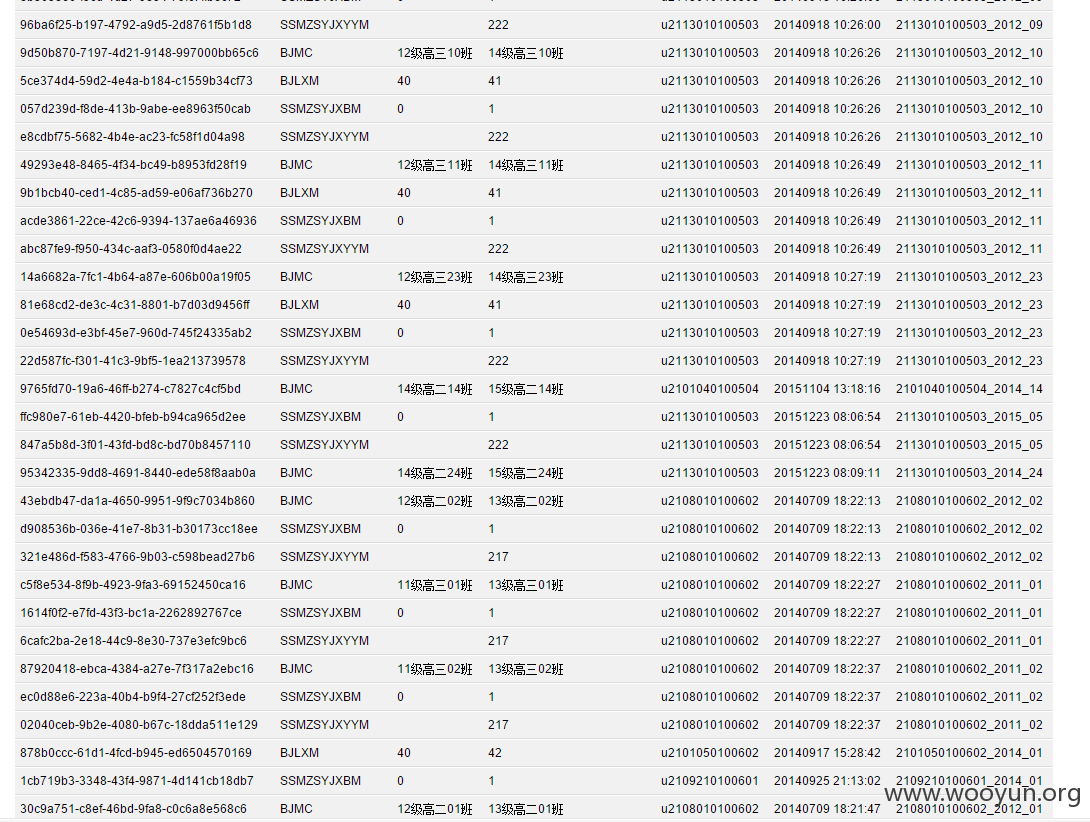 96ba6f25-b197-4792-a9d5-2d8761f5b1d8 SSMZSYJXYYM 222 u2113010100503 20140918 10:26:00 2113010100503_2012_09
9d50b870-7197-4d21-9148-997000bb65c6 BJMC 12级高三10班 14级高三10班 u2113010100503 20140918 10:26:26 2113010100503_2012_10
5ce374d4-59d2-4e4a-b184-c1559b34cf73 BJLXM 40 41 u2113010100503 20140918 10:26:26 2113010100503_2012_10
057d239d-f8de-413b-9abe-ee8963f50cab SSMZSYJXBM 0 1 u2113010100503 20140918 10:26:26 2113010100503_2012_10
e8cdbf75-5682-4b4e-ac23-fc58f1d04a98 SSMZSYJXYYM 222 u2113010100503 20140918 10:26:26 2113010100503_2012_10
49293e48-8465-4f34-bc49-b8953fd28f19 BJMC 12级高三11班 14级高三11班 u2113010100503 20140918 10:26:49 2113010100503_2012_11
9b1bcb40-ced1-4c85-ad59-e06af736b270 BJLXM 40 41 u2113010100503 20140918 10:26:49 2113010100503_2012_11
acde3861-22ce-42c6-9394-137ae6a46936 SSMZSYJXBM 0 1 u2113010100503 20140918 10:26:49 2113010100503_2012_11
abc87fe9-f950-434c-aaf3-0580f0d4ae22 SSMZSYJXYYM 222 u2113010100503 20140918 10:26:49 2113010100503_2012_11
14a6682a-7fc1-4b64-a87e-606b00a19f05 BJMC 12级高三23班 14级高三23班 u2113010100503 20140918 10:27:19 2113010100503_2012_23
81e68cd2-de3c-4c31-8801-b7d03d9456ff BJLXM 40 41 u2113010100503 20140918 10:27:19 2113010100503_2012_23
0e54693d-e3bf-45e7-960d-745f24335ab2 SSMZSYJXBM 0 1 u2113010100503 20140918 10:27:19 2113010100503_2012_23
22d587fc-f301-41c3-9bf5-1ea213739578 SSMZSYJXYYM 222 u2113010100503 20140918 10:27:19 2113010100503_2012_23
9765fd70-19a6-46ff-b274-c7827c4cf5bd BJMC 14级高二14班 15级高二14班 u2101040100504 20151104 13:18:16 2101040100504_2014_14
ffc980e7-61eb-4420-bfeb-b94ca965d2ee SSMZSYJXBM 0 1 u2113010100503 20151223 08:06:54 2113010100503_2015_05
847a5b8d-3f01-43fd-bd8c-bd70b8457110 SSMZSYJXYYM 222 u2113010100503 20151223 08:06:54 2113010100503_2015_05
95342335-9dd8-4691-8440-ede58f8aab0a BJMC 14级高二24班 15级高二24班 u2113010100503 20151223 08:09:11 2113010100503_2014_24
43ebdb47-da1a-4650-9951-9f9c7034b860 BJMC 12级高二02班 13级高二02班 u2108010100602 20140709 18:22:13 2108010100602_2012_02
d908536b-036e-41e7-8b31-b30173cc18ee SSMZSYJXBM 0 1 u2108010100602 20140709 18:22:13 2108010100602_2012_02
321e486d-f583-4766-9b03-c598bead27b6 SSMZSYJXYYM 217 u2108010100602 20140709 18:22:13 2108010100602_2012_02
c5f8e534-8f9b-4923-9fa3-69152450ca16 BJMC 11级高三01班 13级高三01班 u2108010100602 20140709 18:22:27 2108010100602_2011_01
1614f0f2-e7fd-43f3-bc1a-2262892767ce SSMZSYJXBM 0 1 u2108010100602 20140709 18:22:27 2108010100602_2011_01
6cafc2ba-2e18-44c9-8e30-737e3efc9bc6 SSMZSYJXYYM 217 u2108010100602 20140709 18:22:27 2108010100602_2011_01
87920418-ebca-4384-a27e-7f317a2ebc16 BJMC 11级高三02班 13级高三02班 u2108010100602 20140709 18:22:37 2108010100602_2011_02
ec0d88e6-223a-40b4-b9f4-27cf252f3ede SSMZSYJXBM 0 1 u2108010100602 20140709 18:22:37 2108010100602_2011_02
02040ceb-9b2e-4080-b67c-18dda511e129 SSMZSYJXYYM 217 u2108010100602 20140709 18:22:37 2108010100602_2011_02
878b0ccc-61d1-4fcd-b945-ed6504570169 BJLXM 40 42 u2101050100602 20140917 15:28:42 2101050100602_2014_01
1cb719b3-3348-43f4-9871-4d141cb18db7 SSMZSYJXBM 0 1 u2109210100601 20140925 21:13:02 2109210100601_2014_01
www.wooyun.org
30c9a751-c8ef-46bd-9fa8-c0c6a8e568c6 BJMC 12级高二01班 13级高二01班 u2108010100602 20140709 18:21:47 2108010100602_2012_01